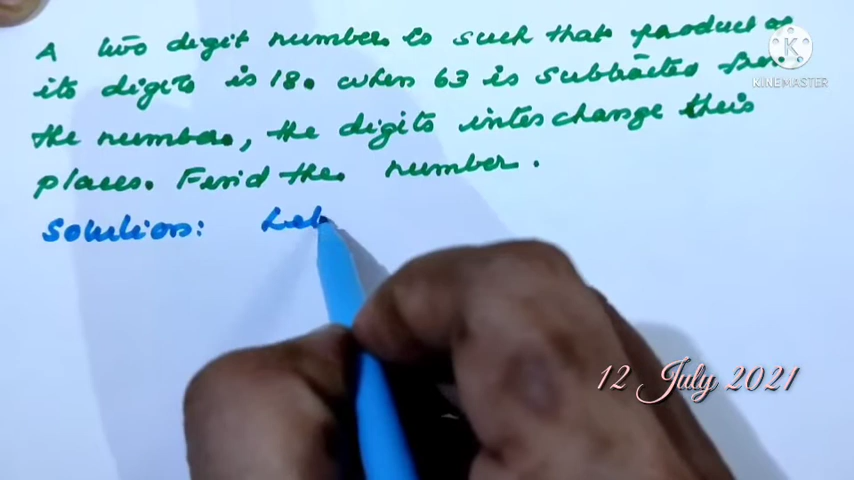 A two digit number is such that product of
its digits is 18. when 63 is subtracted from
the number, the digits interchange their
places. Find the number.
Solution: Let
KINEMASTER
12 July 2021